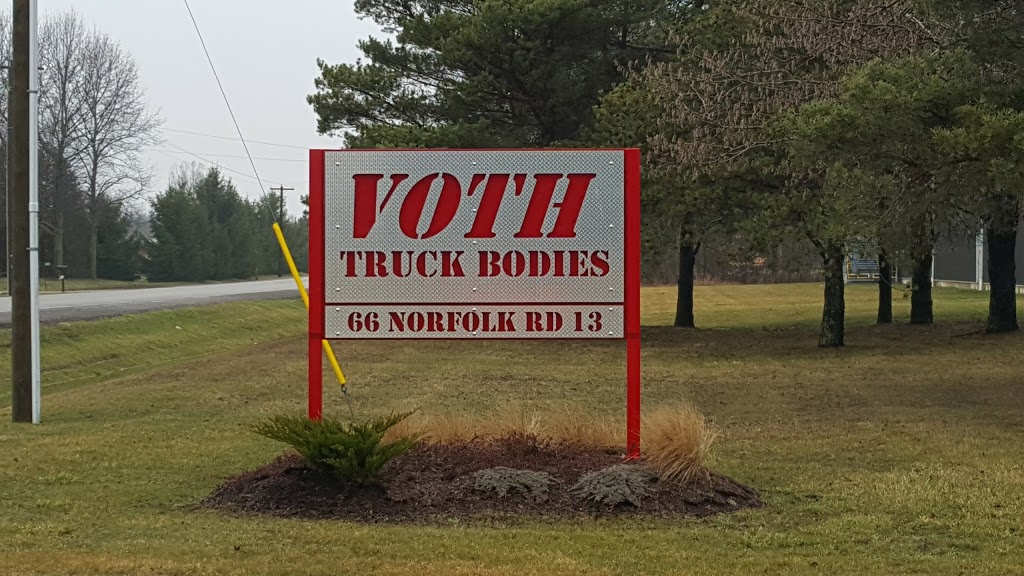 VOTH
TRUCK BODIES
66 NORFOLK RD 13